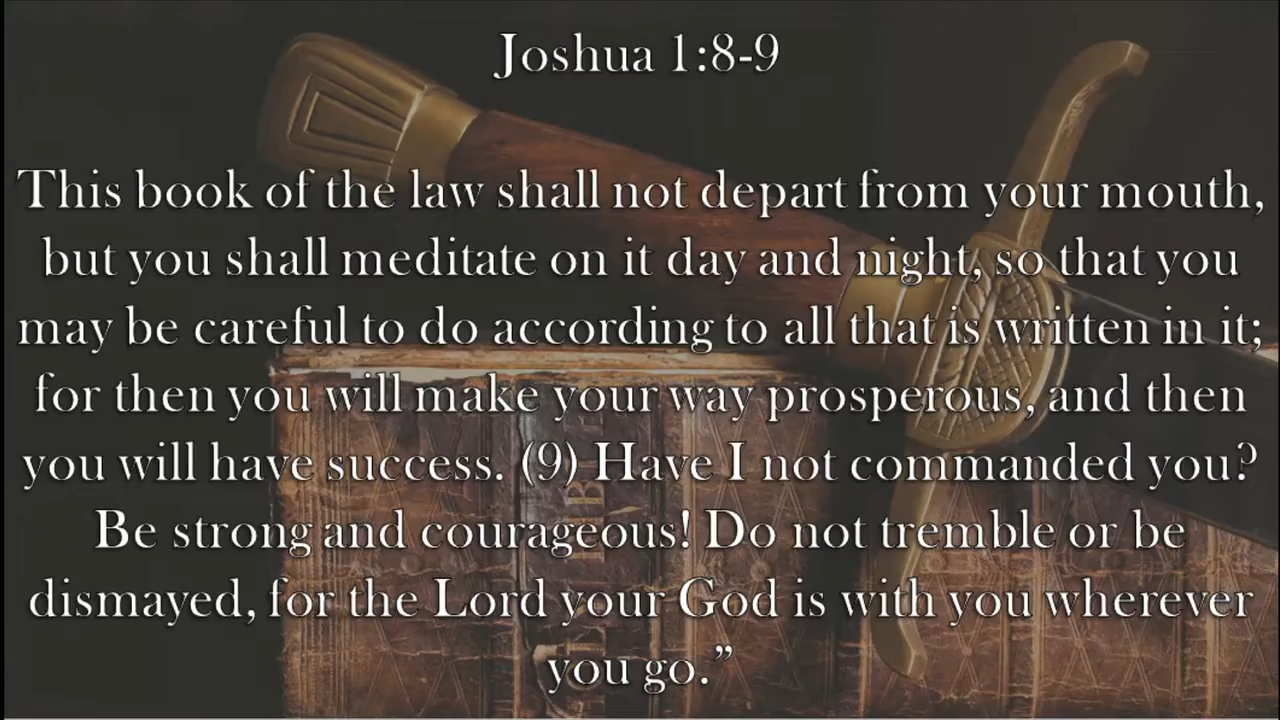 Joshua 1:8-9
This book of the law shall not depart from your mouth,
but you shall meditate on it day and night, so that you
may be careful to do according to all that is written in it;
for then you will make your way prosperous, and then
you will have success. (9) Have I not commanded you?
Be strong and courageous! Do not tremble or be
dismayed, for the Lord your God is with you wherever
you go.”